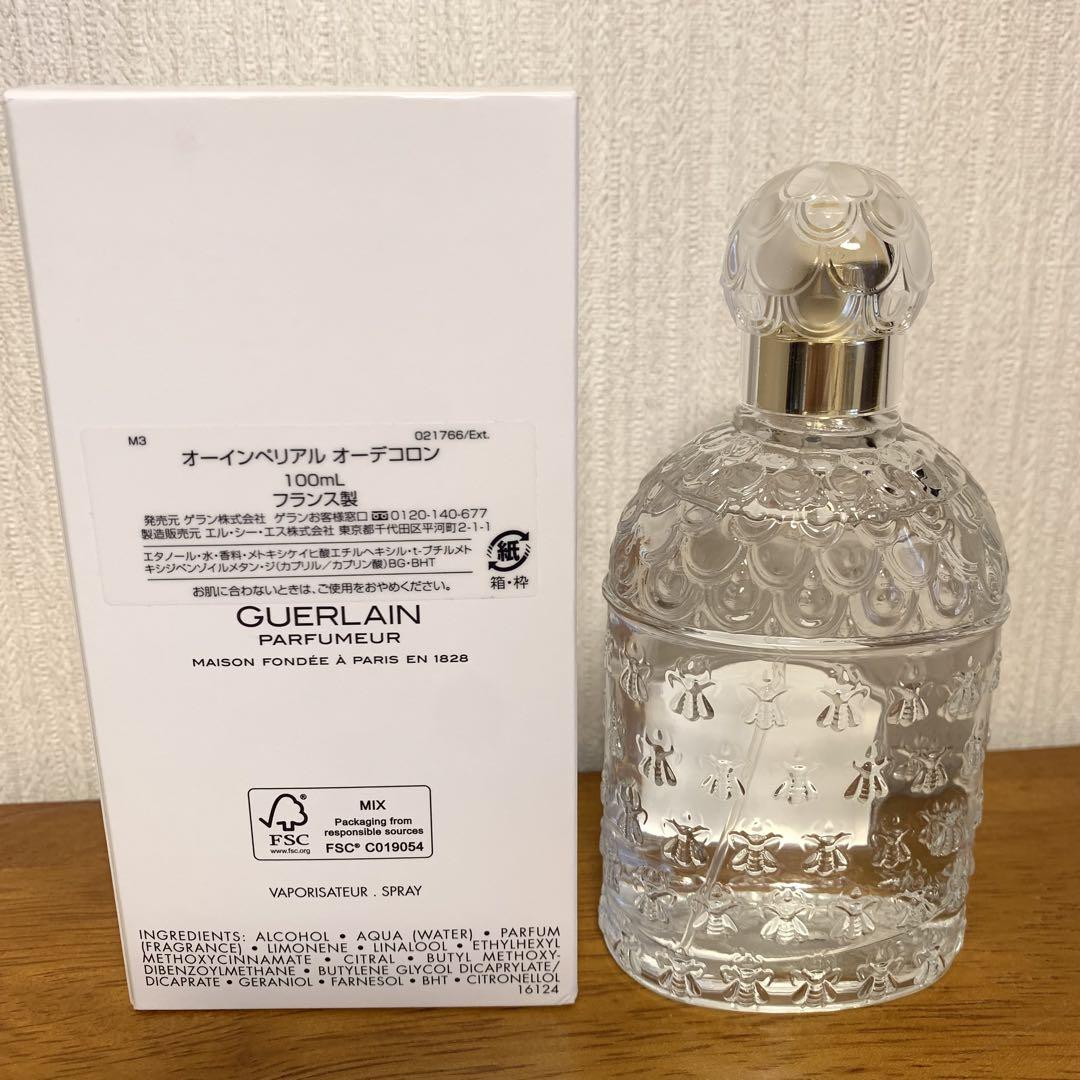 M3 021766/Ext.
オーインペリアル オーデコロン
100mL
フランス製
発売元 ゲラン株式会社 ゲランお客様窓口 0120-140-677
製造販売元 エル・シー・エス株式会社 東京都千代田区平河町2-1-1
エタノール・水・香料・メトキシケイヒ酸エチルヘキシル・t-ブチルメト
キシジベンゾイルメタン・ジ(カプリル/カプリン酸)BG・BHT
お肌に合わないときは、ご使用をおやめください。
紙
箱・枠
GUERLAIN
PARFUMEUR
MAISON FONDÉE À PARIS EN 1828
FSC
www.fsc.org
MIX
Packaging from
responsible sources
FSC® C019054
VAPORISATEUR . SPRAY
INGREDIENTS: ALCOHOL • AQUA (WATER) • PARFUM
(FRAGRANCE) • LIMONENE • LINALOOL • ETHYLHEXYL
METHOXYCINNAMATE • CITRAL • BUTYL METHOXY-
DIBENZOYLMETHANE • BUTYLENE GLYCOL DICAPRYLATE/
DICAPRATE • GERANIOL • FARNESOL • BHT • CITRONELLOL
16124